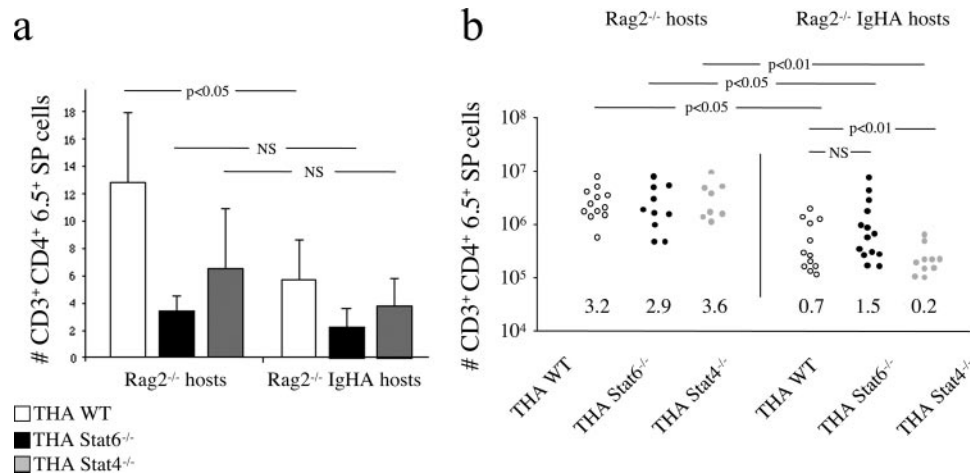 a
# CD3⁺ CD4⁺ 6.5⁺ SP cells
18
16
14
12
10
8
6
4
2
0
p<0.05
NS
NS
Rag2⁻/⁻ hosts
Rag2⁻/⁻ IgHA hosts
THA WT
THA Stat6⁻/⁻
THA Stat4⁻/⁻
b
Rag2⁻/⁻ hosts
Rag2⁻/⁻ IgHA hosts
p<0.01
p<0.05
p<0.05
p<0.01
NS
# CD3⁺ CD4⁺ 6.5⁺ SP cells
10⁸
10⁷
10⁶
10⁵
10⁴
3.2 2.9 3.6 0.7 1.5 0.2
THA WT
THA Stat6⁻/⁻
THA Stat4⁻/⁻
THA WT
THA Stat6⁻/⁻
THA Stat4⁻/⁻